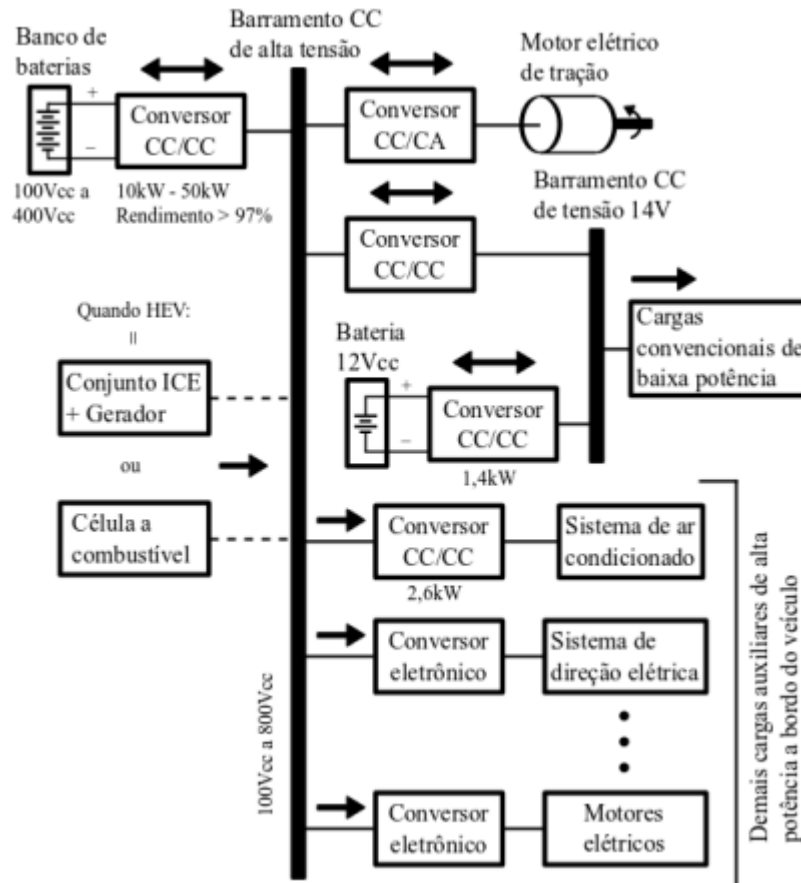 Banco de
baterias
Barramento CC
de alta tensão
Motor elétrico
de tração
+
–
Conversor
CC/CC
Conversor
CC/CA
100Vcc a
400Vcc
10kW - 50kW
Rendimento > 97%
Barramento CC
de tensão 14V
Conversor
CC/CC
Quando HEV:
=
Conjunto ICE
+ Gerador
ou
Célula a
combustível
Bateria
12Vcc
+
–
Conversor
CC/CC
1,4kW
Cargas
convencionais de
baixa potência
Conversor
CC/CC
2,6kW
Sistema de ar
condicionado
Conversor
eletrônico
Sistema de
direção elétrica
Conversor
eletrônico
Motores
elétricos
100Vcc a 800Vcc
Demais cargas auxiliares de alta
potência a bordo do veículo